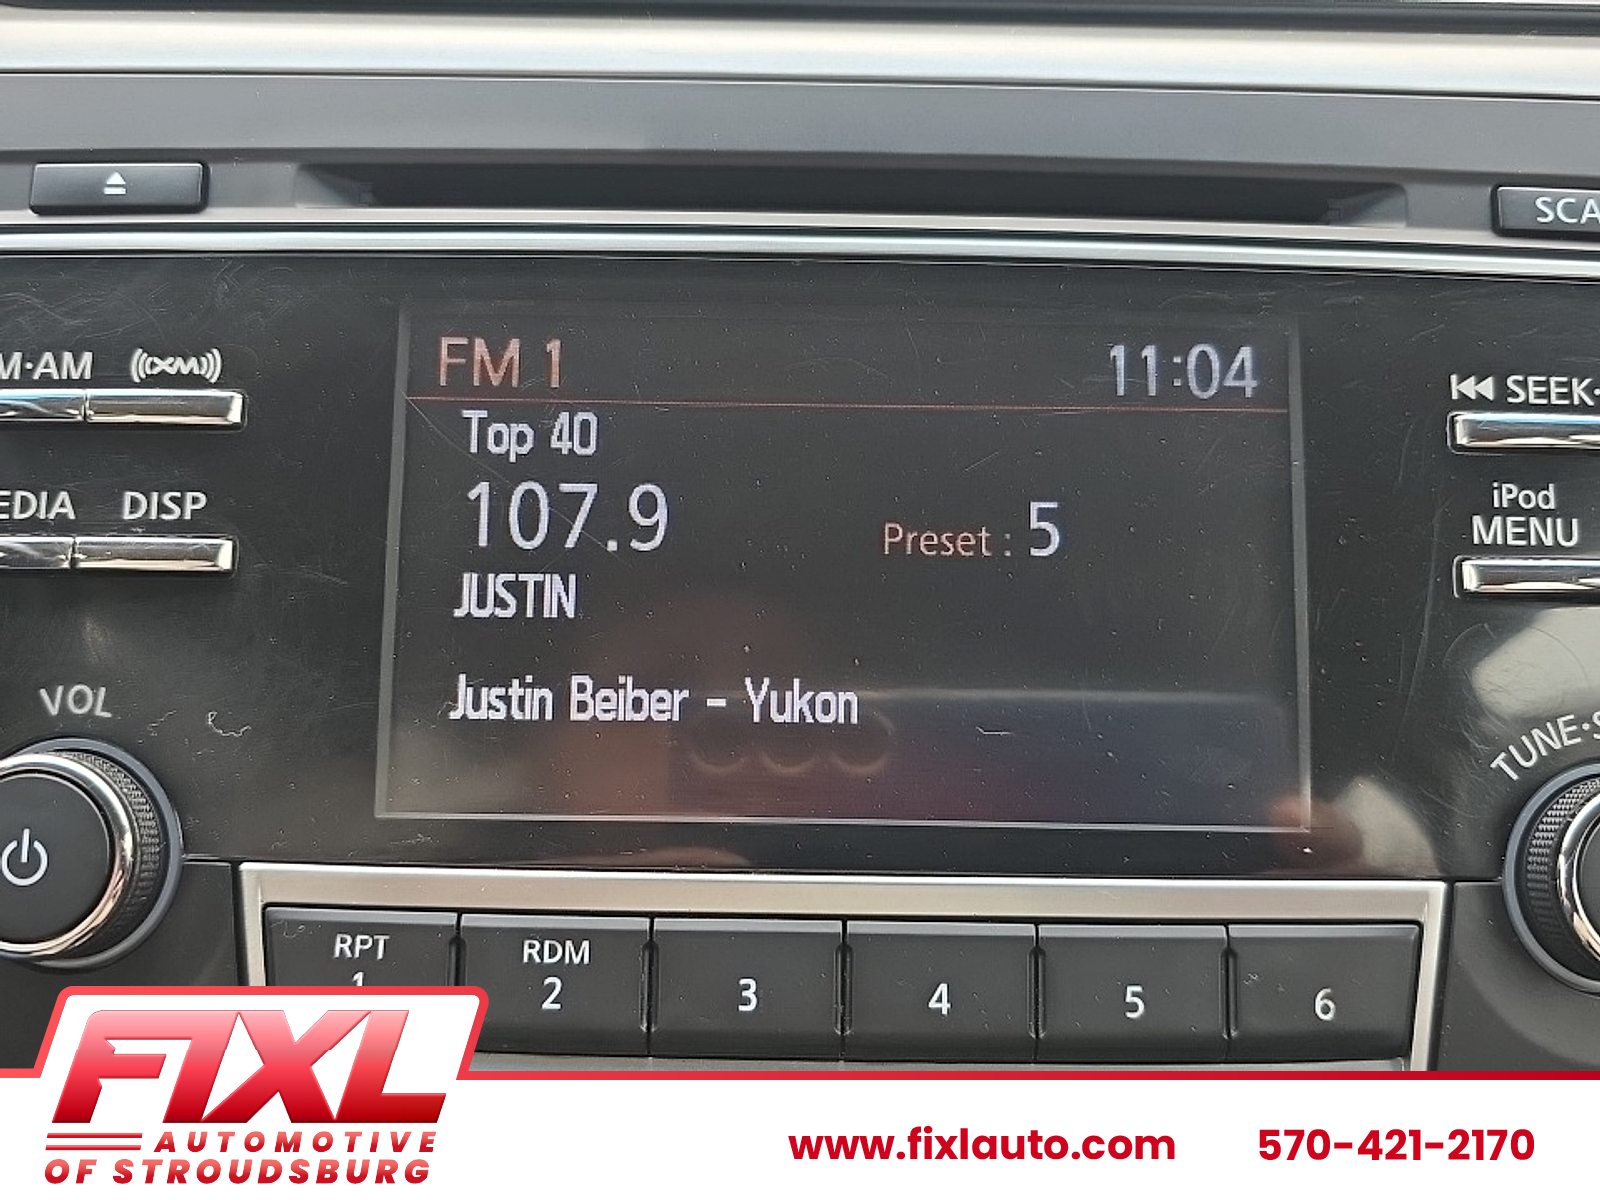 SCA
M·AM
XM
FM 1
11:04
SEEK·
Top 40
107.9
Preset : 5
EDIA
DISP
iPod
MENU
JUSTIN
Justin Beiber - Yukon
VOL
TUNE·S
RPT
1
RDM
2
3
4
5
6
FIXL
AUTOMOTIVE
OF STROUDSBURG
www.fixlauto.com
570-421-2170